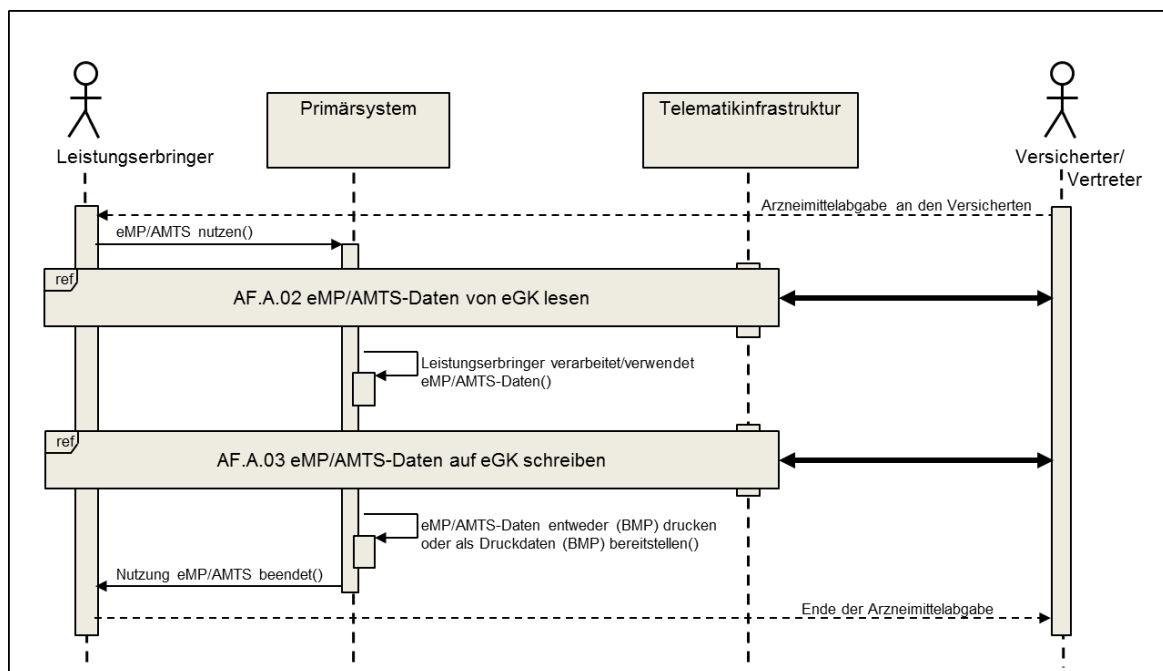 Primärsystem
Telematikinfrastruktur
Leistungserbringer
Versicherter/
Vertreter
Arzneimittelabgabe an den Versicherten
eMP/AMTS nutzen()
ref
AF.A.02 eMP/AMTS-Daten von eGK lesen
Leistungserbringer verarbeitet/verwendet
eMP/AMTS-Daten()
ref
AF.A.03 eMP/AMTS-Daten auf eGK schreiben
eMP/AMTS-Daten entweder (BMP) drucken
oder als Druckdaten (BMP) bereitstellen()
Nutzung eMP/AMTS beendet()
Ende der Arzneimittelabgabe